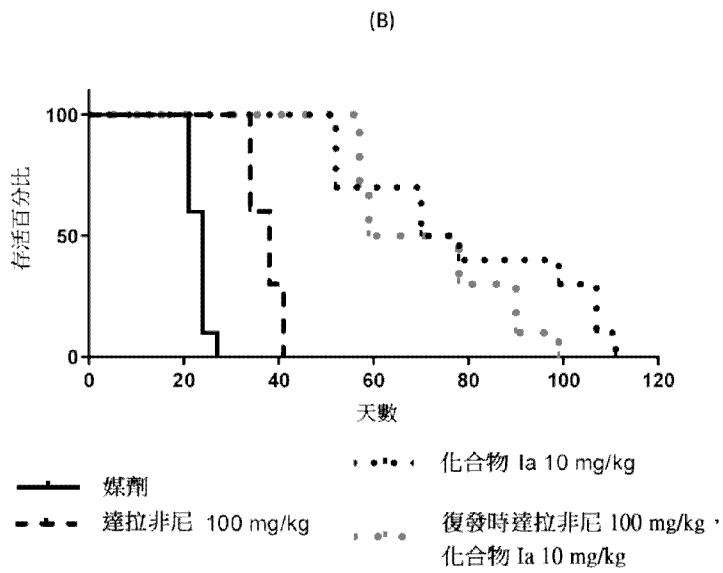 (B)
100
50
0
存活百分比
0 20 40 60 80 100 120
天數
媒劑
達拉非尼 100 mg/kg
化合物 Ia 10 mg/kg
復發時達拉非尼 100 mg/kg，
化合物 Ia 10 mg/kg